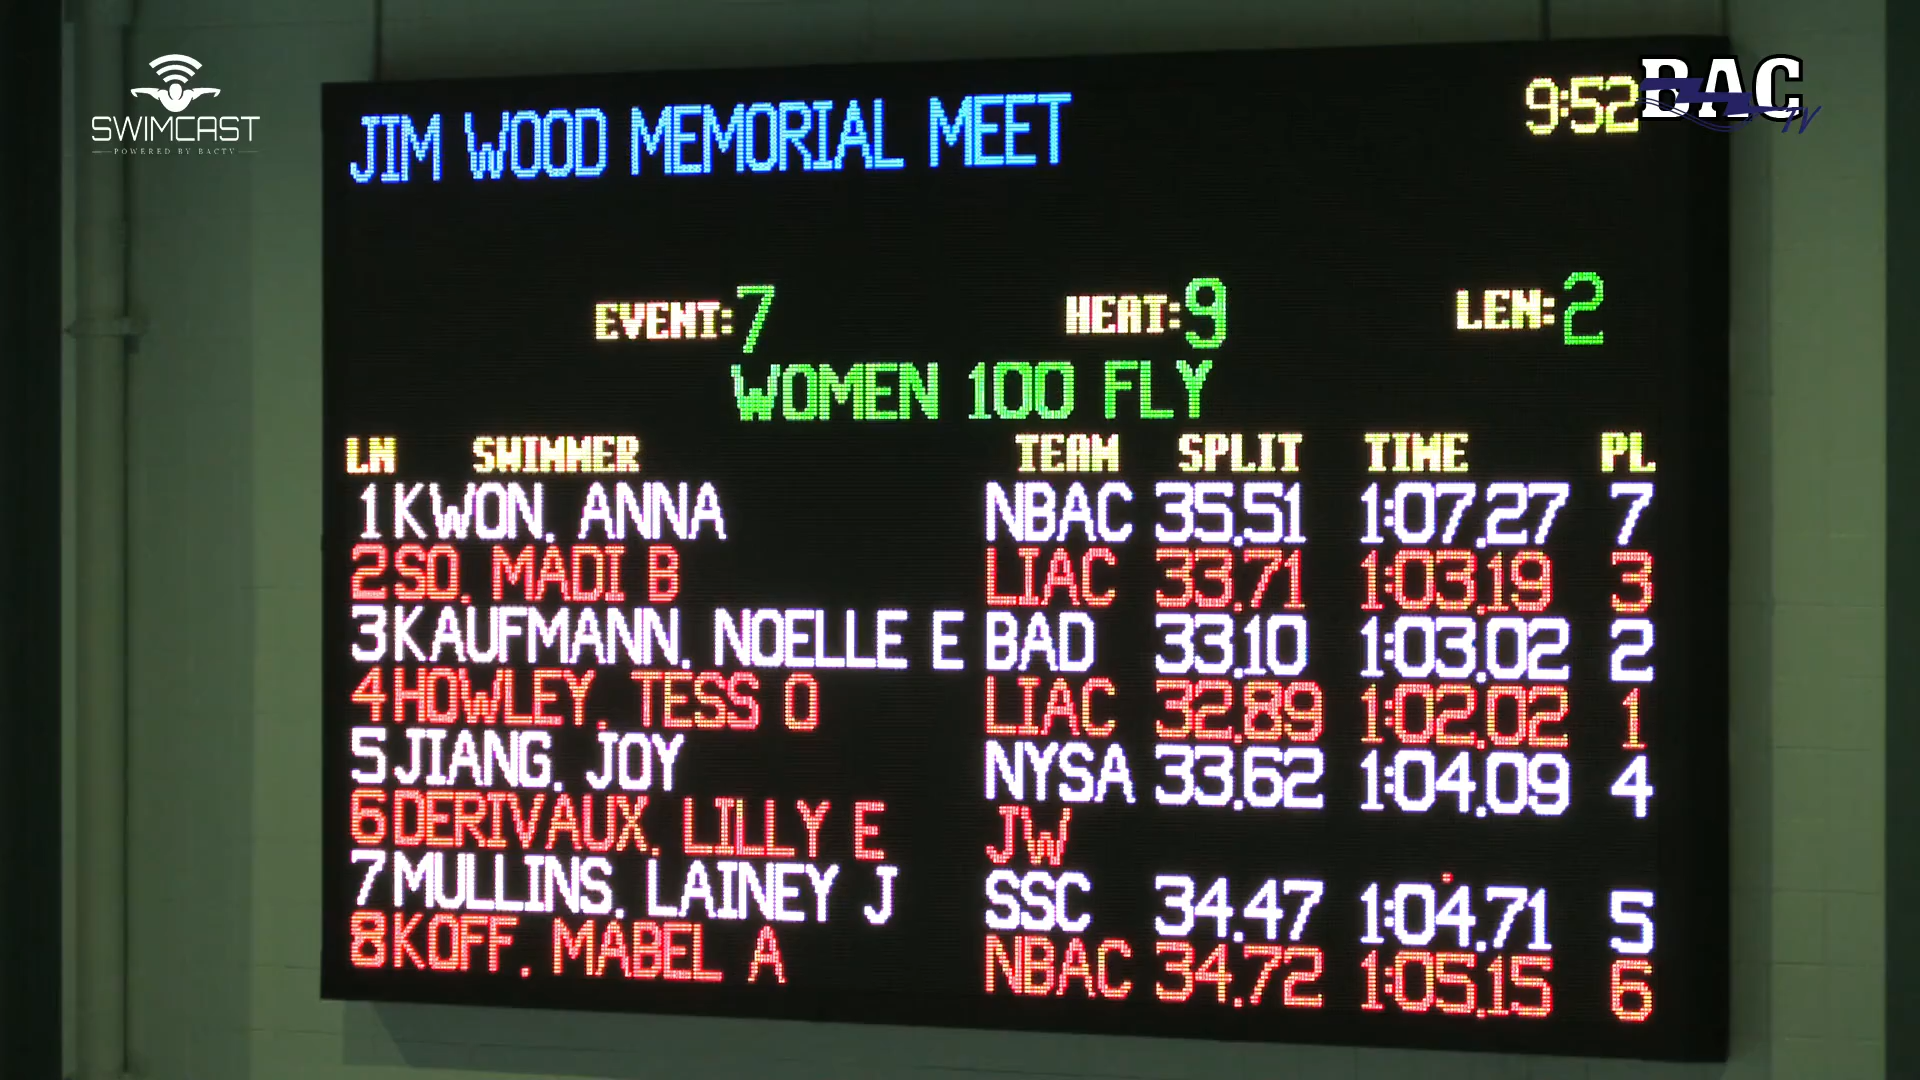 SWIMCAST
POWERED BY BACTV
BAC TV
JIM WOOD MEMORIAL MEET 9:52
EVENT:7 HEAT:9 LEN:2
WOMEN 100 FLY
LN SWIMMER TEAM SPLIT TIME PL
1 KWON, ANNA NBAC 35.51 1:07.27 7
2 SO, MADI B LIAC 33.71 1:03.19 3
3 KAUFMANN, NOELLE E BAD 33.10 1:03.02 2
4 HOWLEY, TESS O LIAC 32.89 1:02.02 1
5 JIANG, JOY NYSA 33.62 1:04.09 4
6 DERIVAUX, LILLY E JW
7 MULLINS, LAINEY J SSC 34.47 1:04.71 5
8 KOFF, MABEL A NBAC 34.72 1:05.15 6